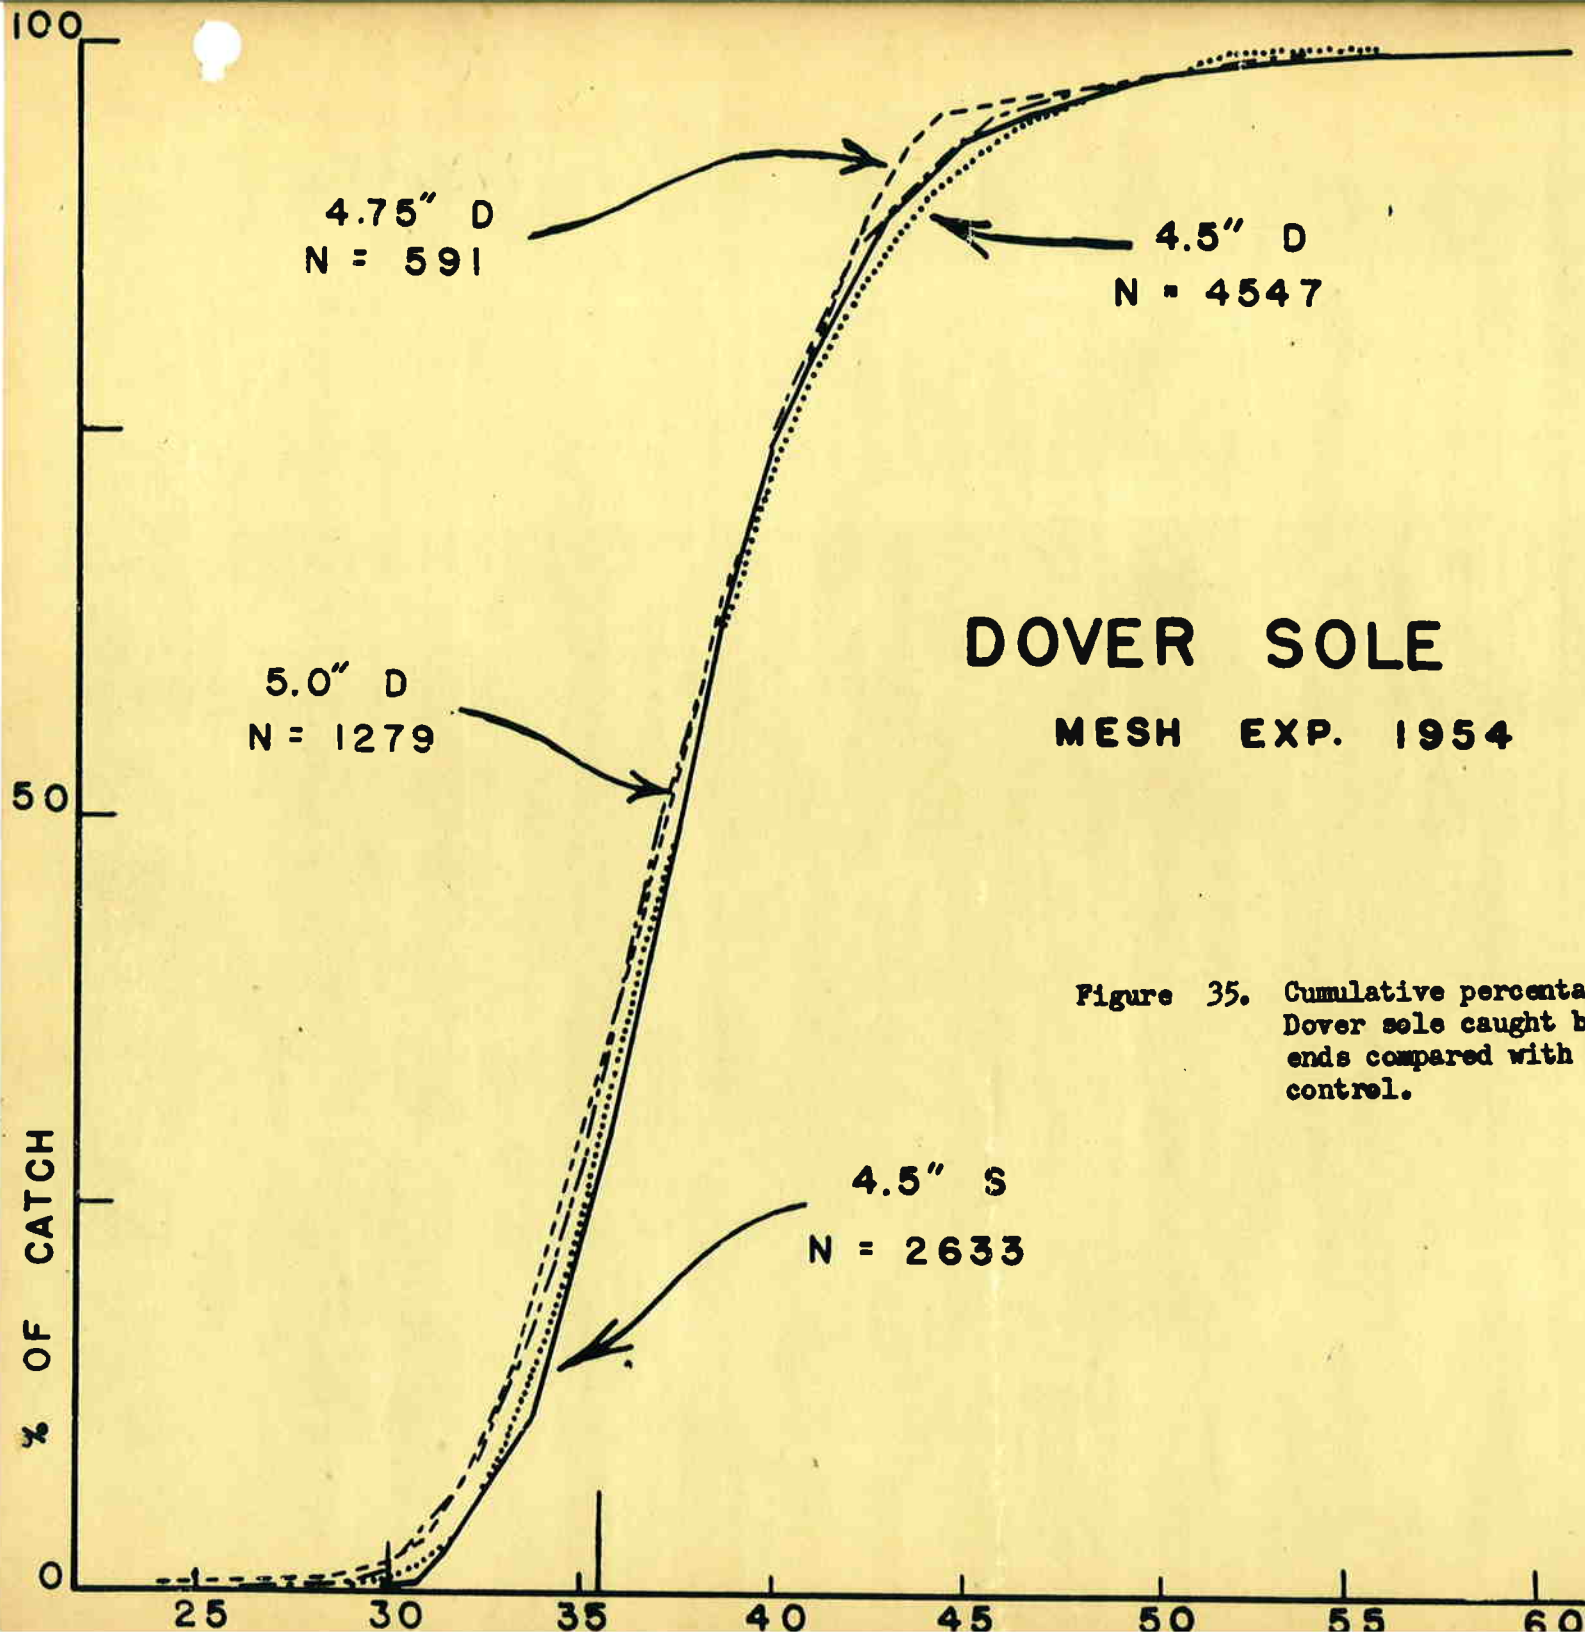 100
4.75" D
N = 591
4.5" D
N = 4547
DOVER SOLE
MESH EXP. 1954
5.0" D
N = 1279
50
Figure 35. Cumulative percenta
Dover sole caught b
ends compared with
control.
4.5" S
N = 2633
% OF CATCH
0
25 30 35 40 45 50 55 60